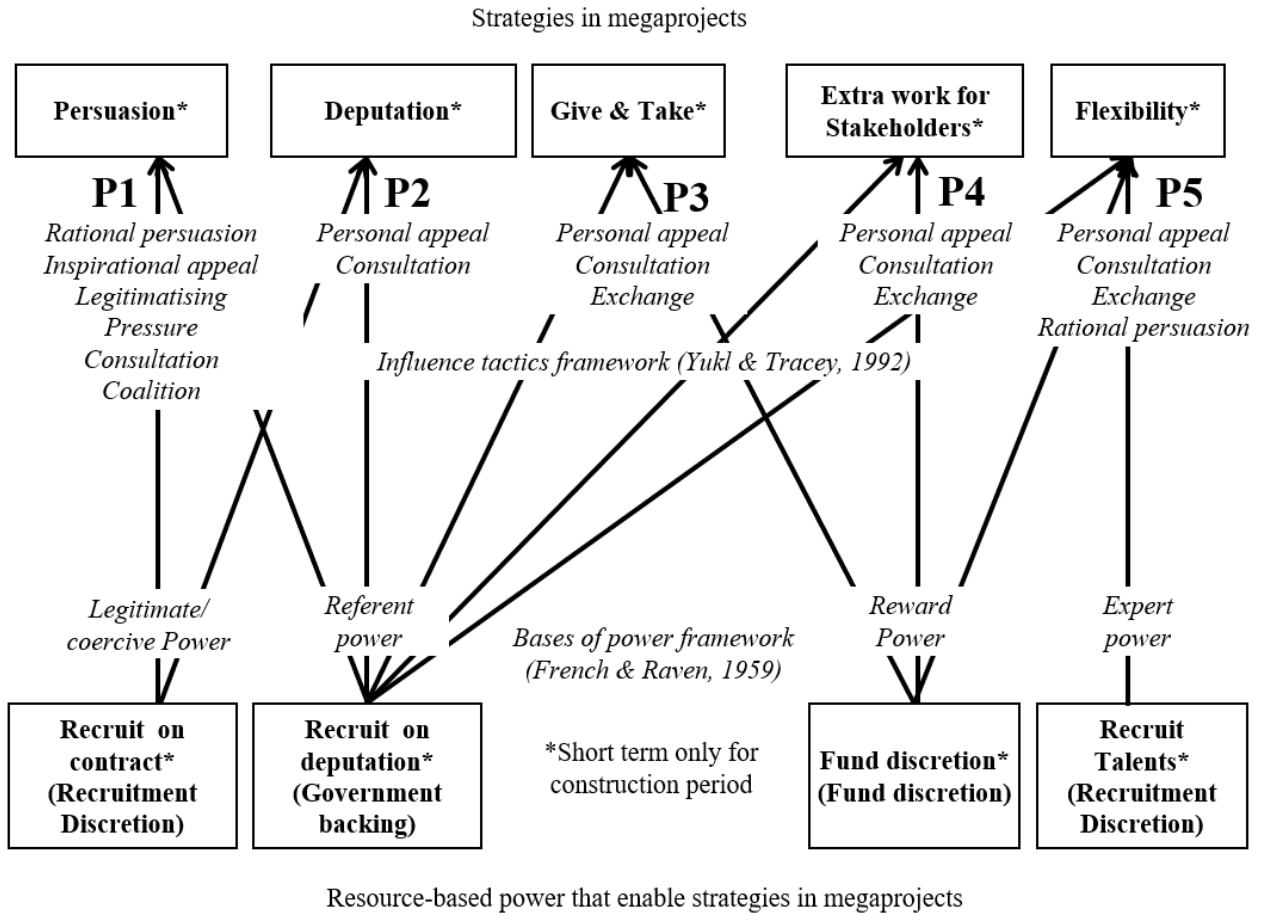 Strategies in megaprojects
Persuasion*
Deputation*
Give & Take*
Extra work for
Stakeholders*
Flexibility*
P1
P2
P3
P4
P5
Rational persuasion
Inspirational appeal
Legitimatising
Pressure
Consultation
Coalition
Personal appeal
Consultation
Personal appeal
Consultation
Exchange
Personal appeal
Consultation
Exchange
Personal appeal
Consultation
Exchange
Rational persuasion
Influence tactics framework (Yukl & Tracey, 1992)
Legitimate/
coercive Power
Referent
power
Bases of power framework
(French & Raven, 1959)
Reward
Power
Expert
power
Recruit on
contract*
(Recruitment
Discretion)
Recruit on
deputation*
(Government
backing)
*Short term only for
construction period
Fund discretion*
(Fund discretion)
Recruit
Talents*
(Recruitment
Discretion)
Resource-based power that enable strategies in megaprojects